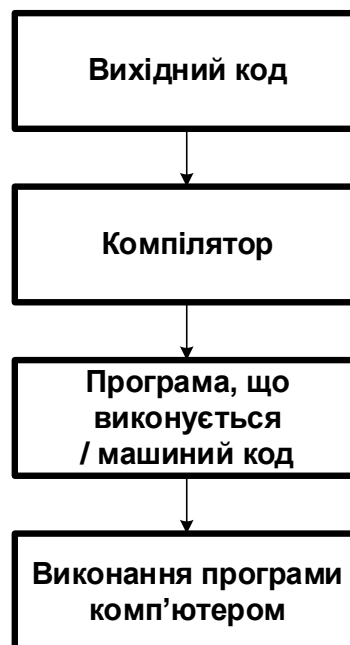 Вихідний код
Компілятор
Програма, що
виконується
/ машиний код
Виконання програми
комп’ютером